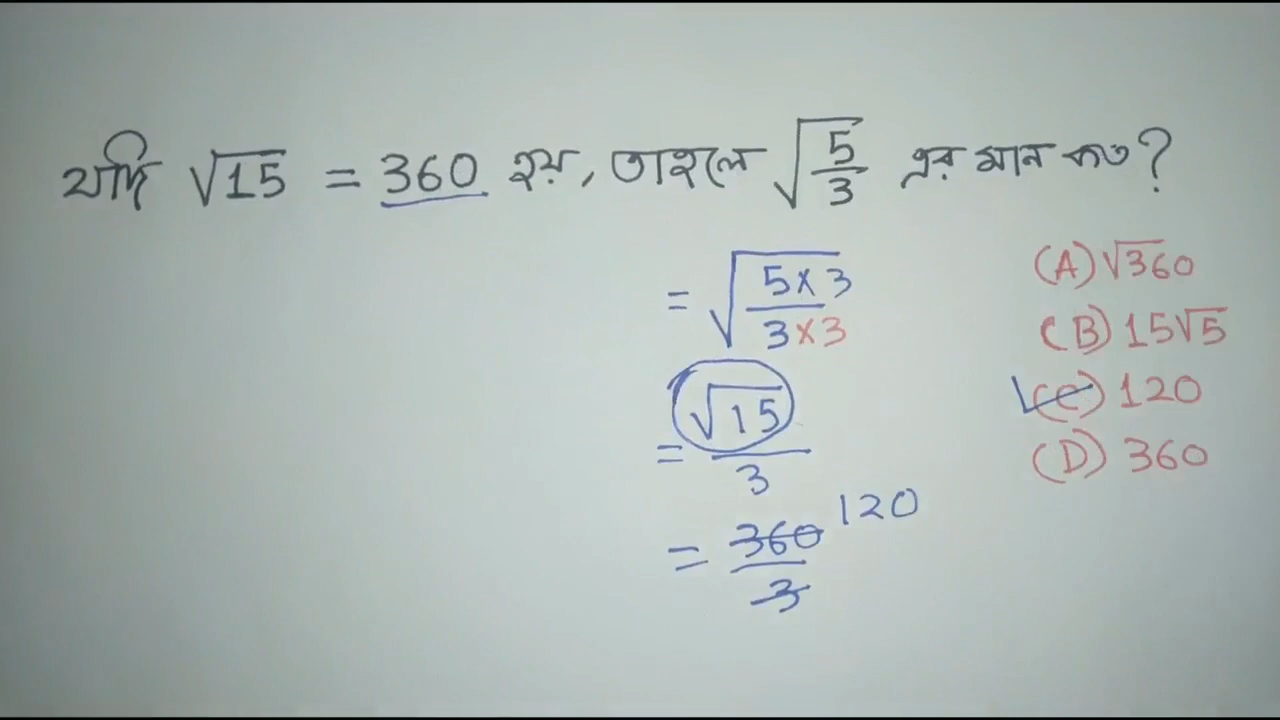 যদি √15 = 360 হয়, তাহলে √(5/3) এর মান কত?
= √(5×3 / 3×3)
(A) √360
(B) 15√5
(C) 120
(D) 360
= √15 / 3
= 360 / 3 120